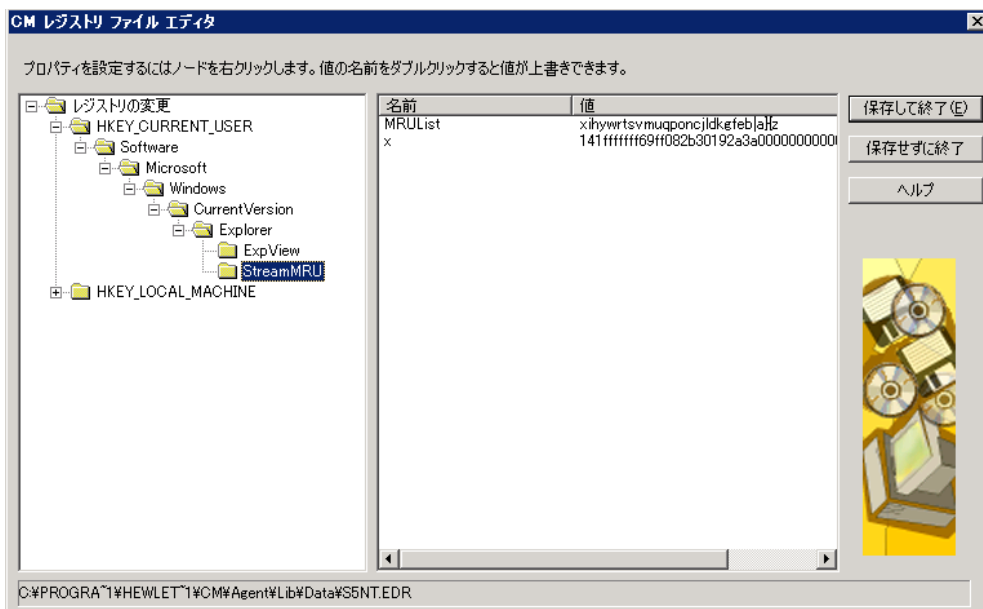 CM レジストリ ファイル エディタ
プロパティを設定するにはノードを右クリックします。値の名前をダブルクリックすると値が上書きできます。
レジストリの変更
HKEY_CURRENT_USER
Software
Microsoft
Windows
CurrentVersion
Explorer
ExpView
StreamMRU
HKEY_LOCAL_MACHINE
名前 値
MRUList xihywrtsvmuqponcjldkgfeb|a}{z
x 141ffffffff69ff082b30192a3a0000000000
保存して終了(E)
保存せずに終了
ヘルプ
C:¥PROGRA~1¥HEWLET~1¥CM¥Agent¥Lib¥Data¥S5NT.EDR